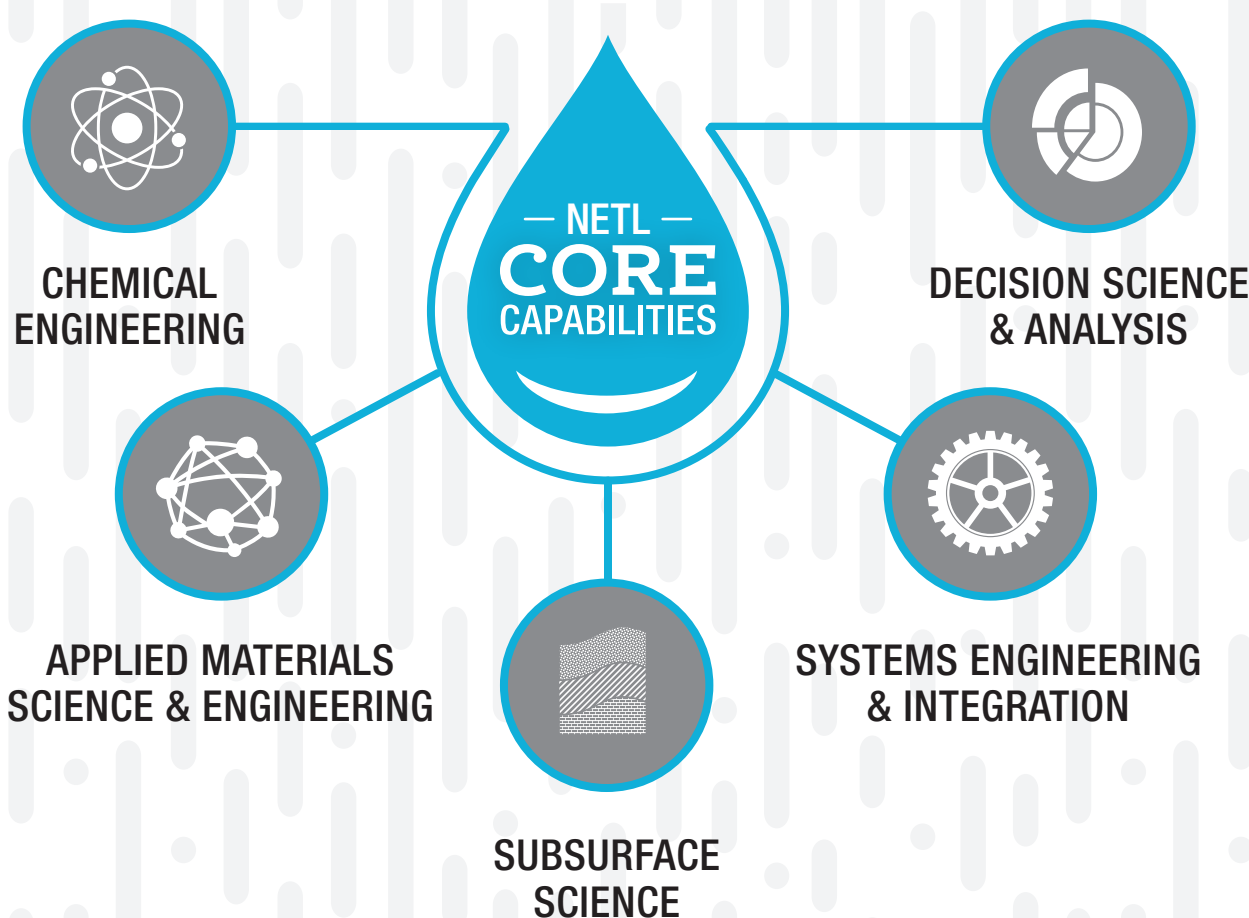 — NETL —
CORE
CAPABILITIES
CHEMICAL
ENGINEERING
DECISION SCIENCE
& ANALYSIS
APPLIED MATERIALS
SCIENCE & ENGINEERING
SYSTEMS ENGINEERING
& INTEGRATION
SUBSURFACE
SCIENCE